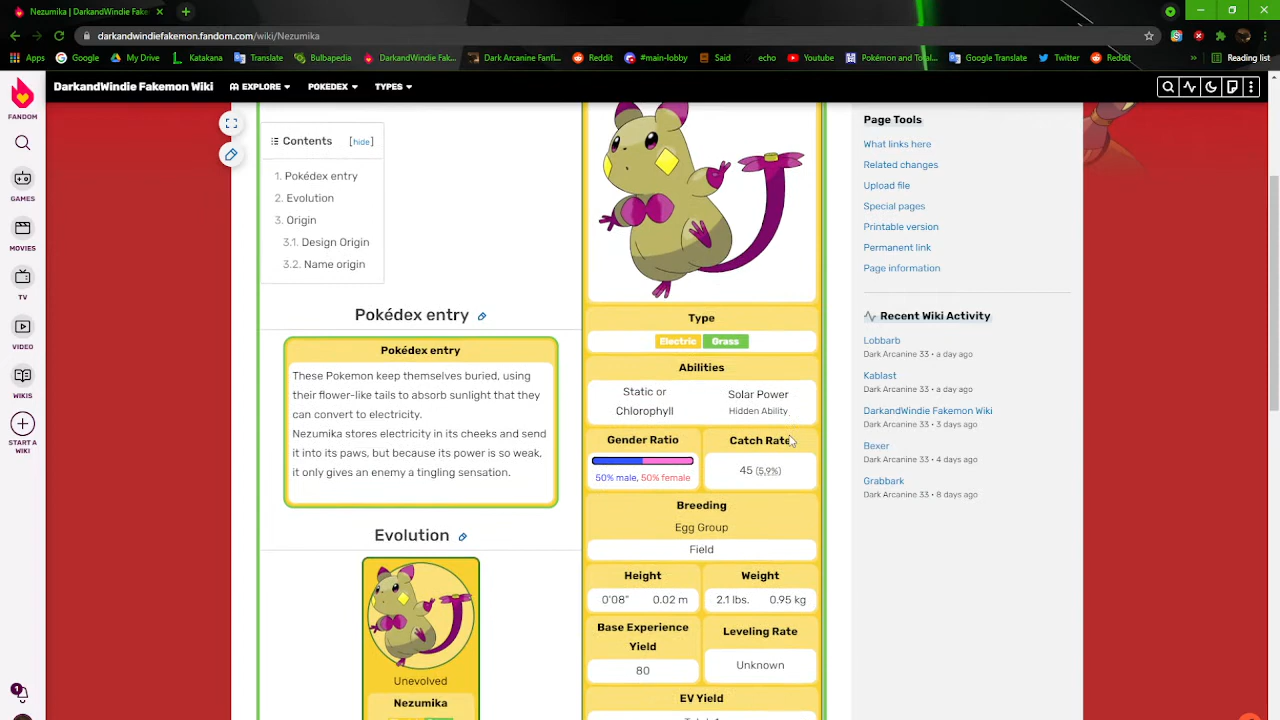 Nezumika | DarkandWindie Fake
darkandwindiefakemon.fandom.com/wiki/Nezumika
Apps
Google
My Drive
Katakana
Translate
Bulbapedia
DarkandWindie Fak...
Dark Arcanine Fanfi...
Reddit
#main-lobby
Said
echo
YouTube
Pokémon and Total...
Google Translate
Twitter
Reddit
»
Reading list
FANDOM
GAMES
MOVIES
TV
VIDEO
WIKIS
START A
WIKI
1
DarkandWindie Fakemon Wiki
EXPLORE
POKEDEX
TYPES
Contents [hide]
1. Pokédex entry
2. Evolution
3. Origin
3.1. Design Origin
3.2. Name origin
Pokédex entry
Pokédex entry
These Pokemon keep themselves buried, using
their flower-like tails to absorb sunlight that they
can convert to electricity.
Nezumika stores electricity in its cheeks and send
it into its paws, but because its power is so weak,
it only gives an enemy a tingling sensation.
Evolution
Unevolved
Nezumika
Type
Electric Grass
Abilities
Static or
Chlorophyll
Solar Power
Hidden Ability
Gender Ratio
50% male, 50% female
Catch Rate
45 (5.9%)
Breeding
Egg Group
Field
Height
0'08" 0.02 m
Weight
2.1 lbs. 0.95 kg
Base Experience
Yield
80
Leveling Rate
Unknown
EV Yield
Page Tools
What links here
Related changes
Upload file
Special pages
Printable version
Permanent link
Page information
Recent Wiki Activity
Lobbarb
Dark Arcanine 33 • a day ago
Kablast
Dark Arcanine 33 • a day ago
DarkandWindie Fakemon Wiki
Dark Arcanine 33 • 3 days ago
Bexer
Dark Arcanine 33 • 4 days ago
Grabbark
Dark Arcanine 33 • 8 days ago